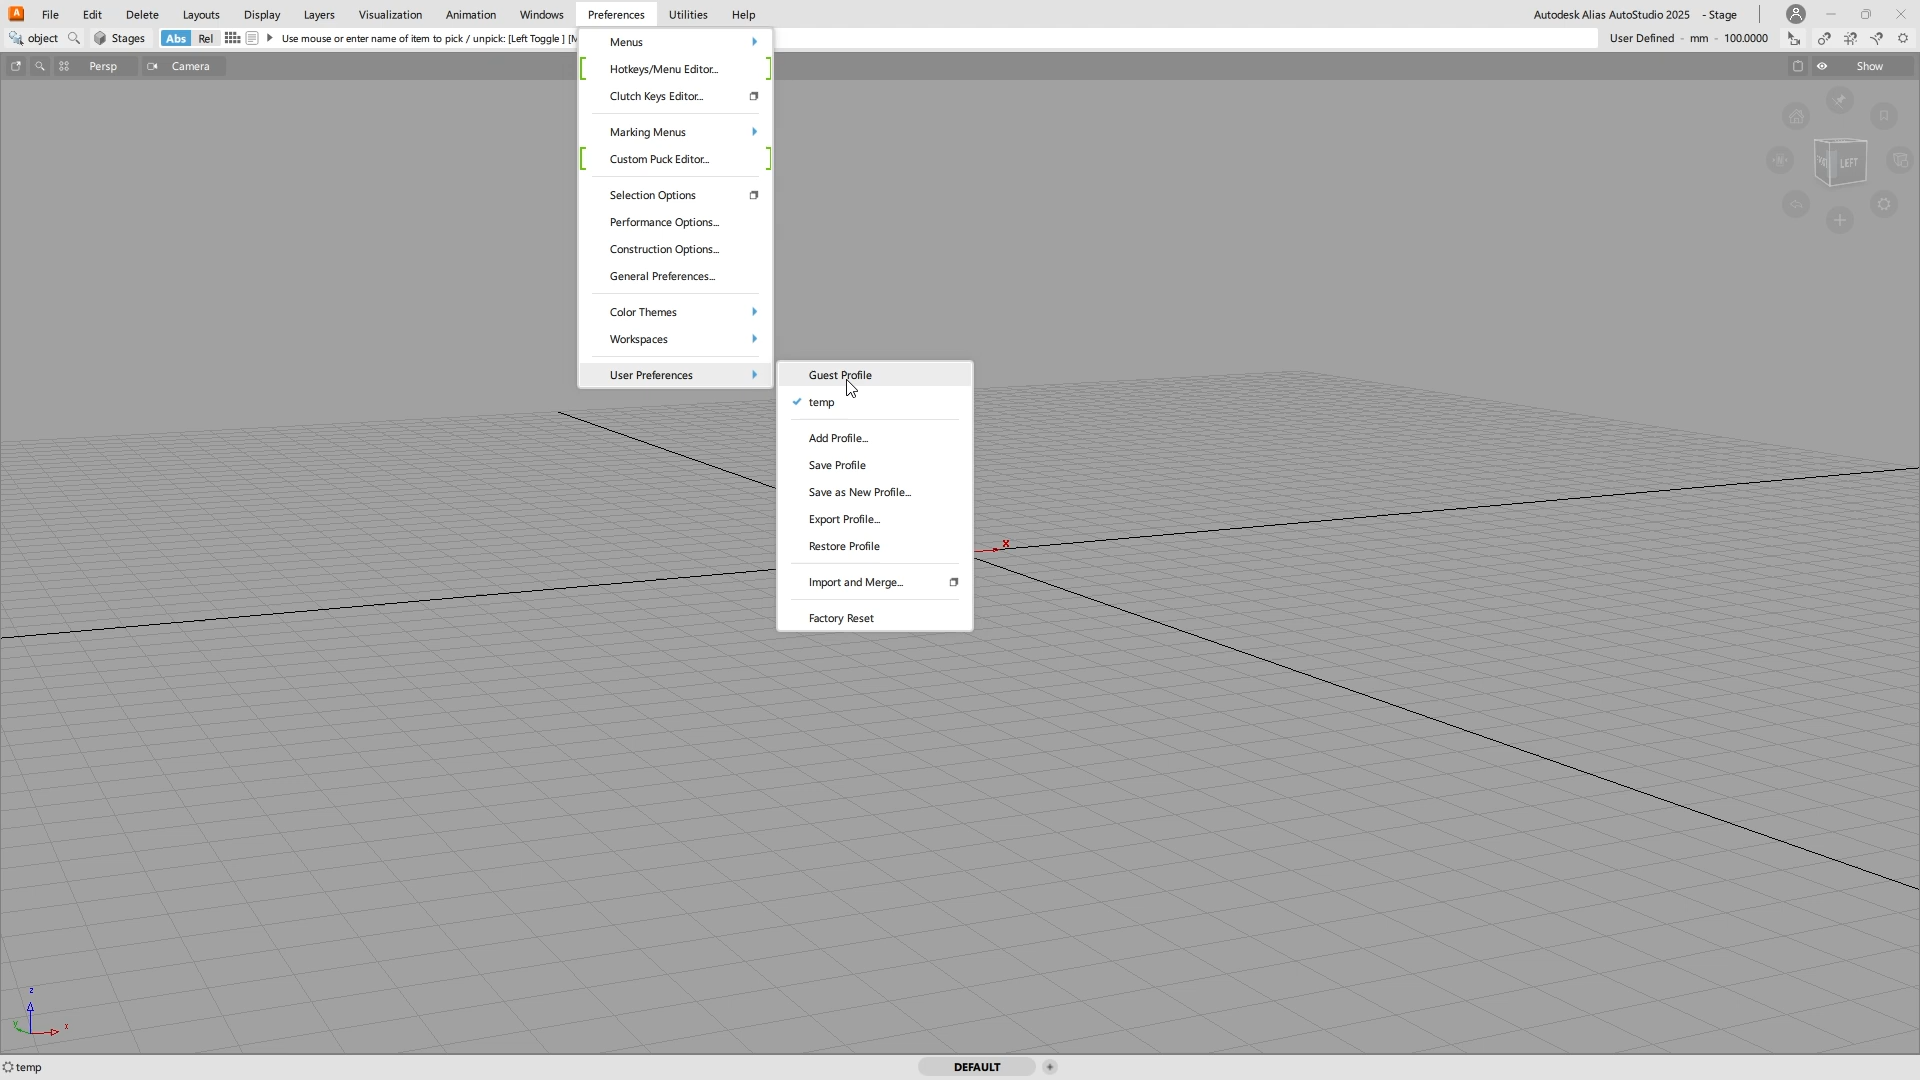 File Edit Delete Layouts Display Layers Visualization Animation Windows Preferences Utilities Help
Autodesk Alias AutoStudio 2025 - Stage
object Stages Abs Rel Use mouse or enter name of item to pick / unpick: [Left Toggle ] [M
User Defined - mm - 100.0000
Persp Camera
Show
Menus
Hotkeys/Menu Editor...
Clutch Keys Editor...
Marking Menus
Custom Puck Editor...
Selection Options
Performance Options...
Construction Options...
General Preferences...
Color Themes
Workspaces
User Preferences
Guest Profile
temp
Add Profile...
Save Profile
Save as New Profile...
Export Profile...
Restore Profile
Import and Merge...
Factory Reset
LEFT
X
z
y
x
temp
DEFAULT